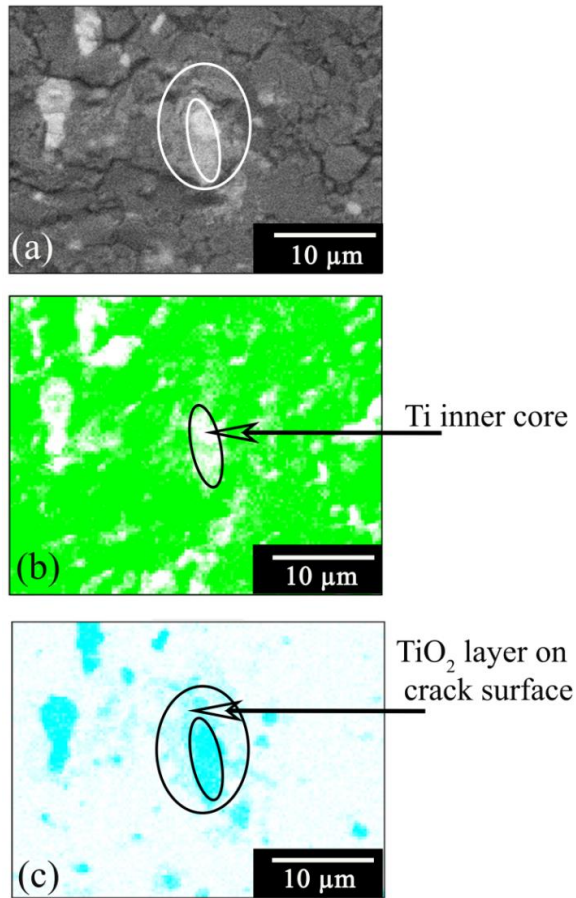 (a)
10 μm
Ti inner core
(b)
10 μm
TiO₂ layer on
crack surface
(c)
10 μm